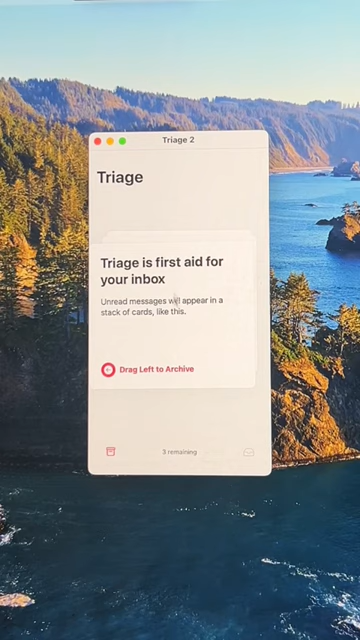 Triage 2
Triage
Triage is first aid for
your inbox
Unread messages will appear in a
stack of cards, like this.
Drag Left to Archive
3 remaining